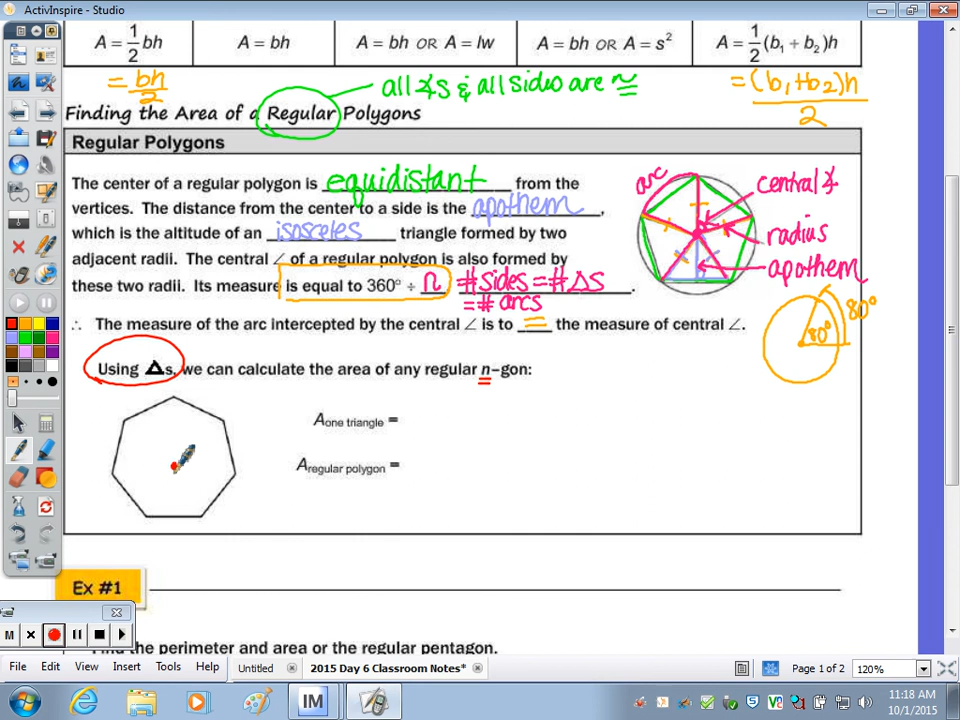 ActivInspire - Studio
A = 1/2 bh
A = bh
A = bh OR A = lw
A = bh OR A = s²
A = 1/2 (b₁ + b₂)h
= bh/2
all ∡s & all sides are ≅
= (b₁+b₂)h/2
Finding the Area of a Regular Polygons
Regular Polygons
The center of a regular polygon is equidistant from the
vertices. The distance from the center to a side is the apothem,
which is the altitude of an isosceles triangle formed by two
adjacent radii. The central ∠ of a regular polygon is also formed by
these two radii. Its measure is equal to 360° ÷ n # sides = # △s.
= # arcs
arc
central ∡
radius
apothem
∴ The measure of the arc intercepted by the central ∠ is to = the measure of central ∠.
80°
80°
Using △s, we can calculate the area of any regular n-gon:
A one triangle =
A regular polygon =
Ex #1
Find the perimeter and area or the regular pentagon.
M
File Edit View Insert Tools Help Untitled 2015 Day 6 Classroom Notes* Page 1 of 2 120%
IM
11:18 AM
10/1/2015